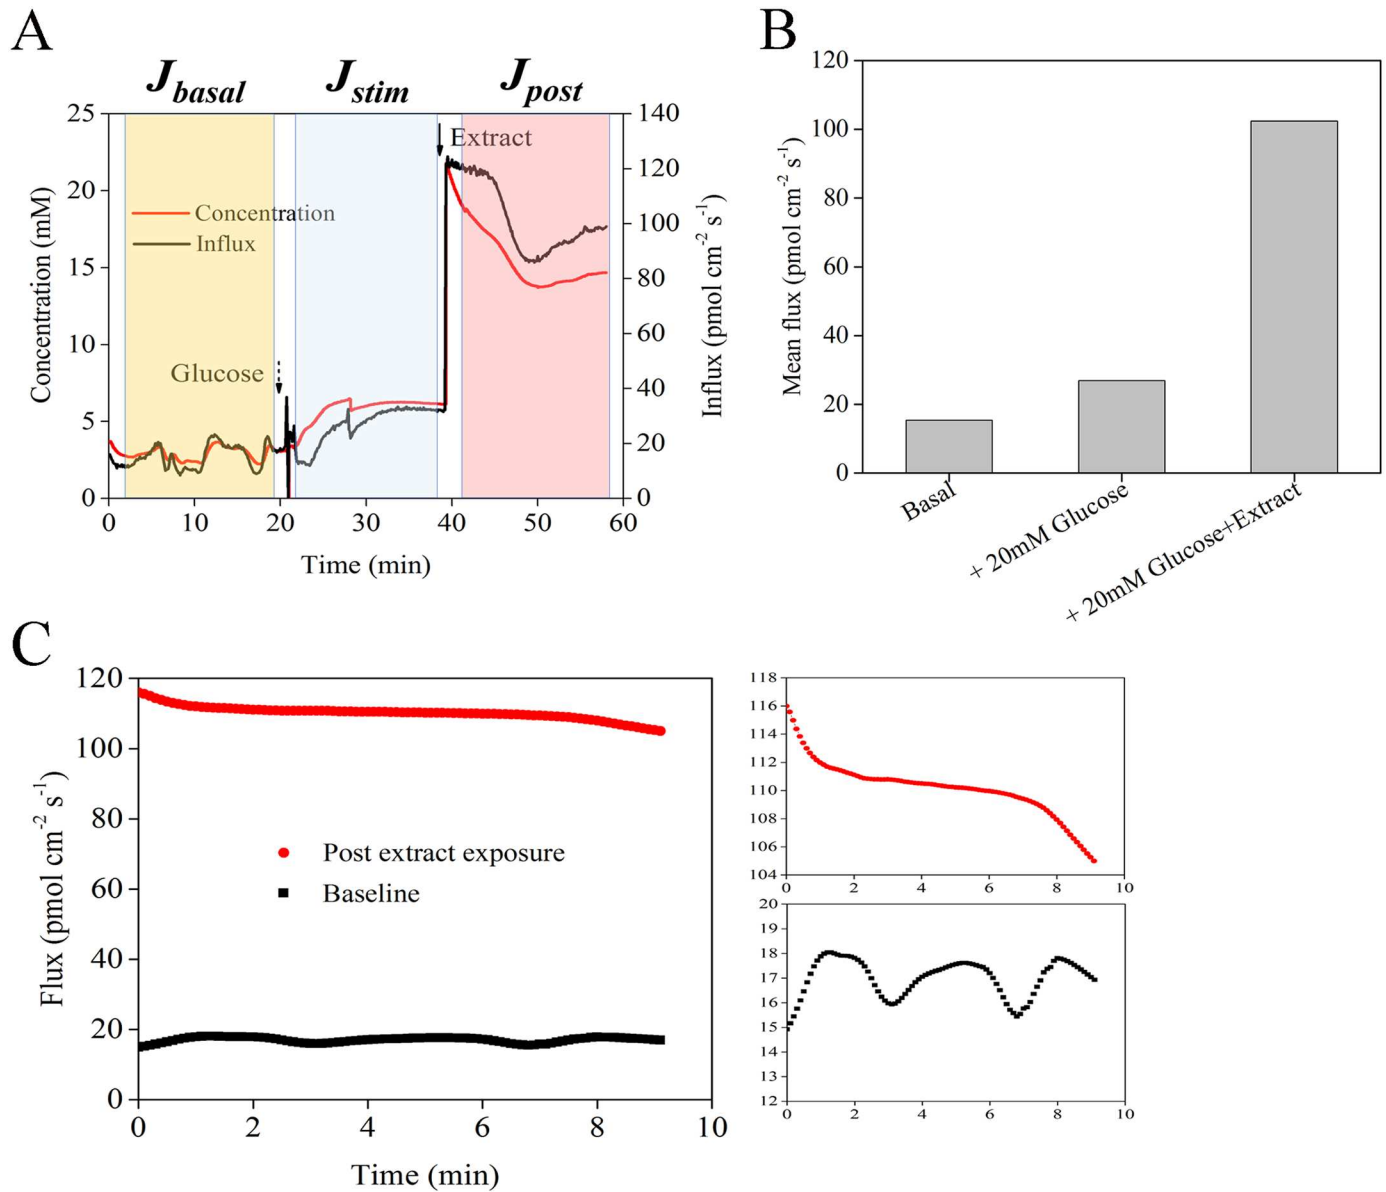 A
J basal
J stim
J post
25
20
15
10
5
0
Concentration (mM)
140
120
100
80
60
40
20
0
Influx (pmol cm⁻² s⁻¹)
Extract
Concentration
Influx
Glucose
0 10 20 30 40 50 60
Time (min)
B
120
100
80
60
40
20
0
Mean flux (pmol cm⁻² s⁻¹)
Basal
+ 20mM Glucose
+ 20mM Glucose+Extract
C
120
100
80
60
40
20
0
Flux (pmol cm⁻² s⁻¹)
Post extract exposure
Baseline
0 2 4 6 8 10
Time (min)
118
116
114
112
110
108
106
104
0 2 4 6 8 10
20
19
18
17
16
15
14
13
12
0 2 4 6 8 10